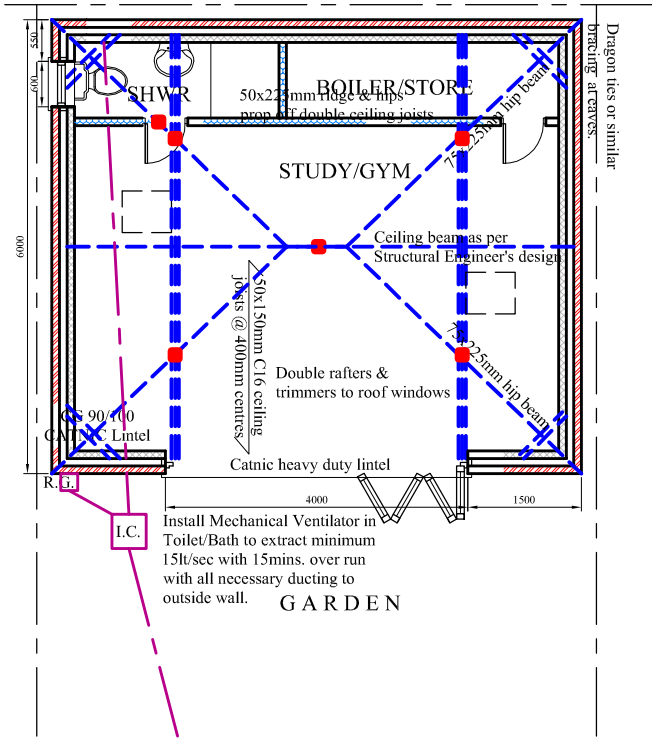 550
600
6000
SHWR
BOILER/STORE
50x225mm ridge & hips
prop off double ceiling joists
75x225mm hip beam
Dragon ties or similar
bracing at eaves.
STUDY/GYM
Ceiling beam as per
Structural Engineer's design
50x150mm C16 ceiling
joists @ 400mm centres
75x225mm hip beam
Double rafters &
trimmers to roof windows
CG 90/100
CATNIC Lintel
Catnic heavy duty lintel
R.G.
4000
1500
I.C.
Install Mechanical Ventilator in
Toilet/Bath to extract minimum
15lt/sec with 15mins. over run
with all necessary ducting to
outside wall.
GARDEN